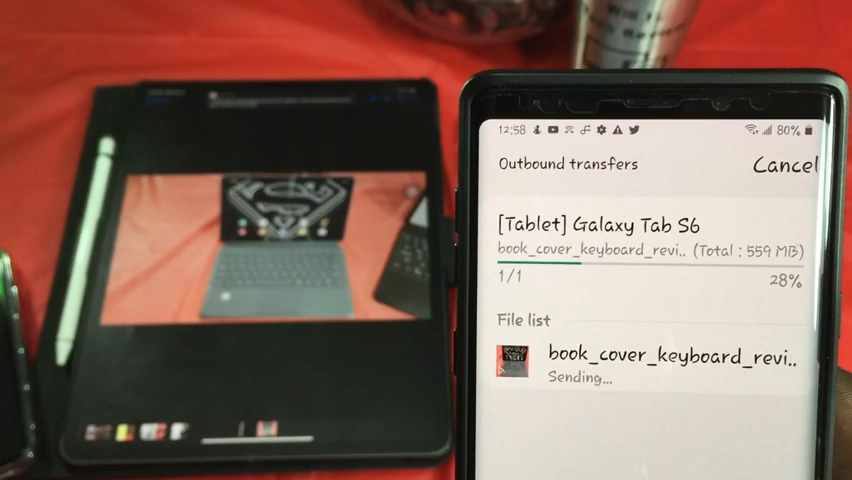 12:58 80%
Outbound transfers Cancel
[Tablet] Galaxy Tab S6
book_cover_keyboard_revi.. (Total : 559 MB)
1/1 28%
File list
book_cover_keyboard_revi..
Sending...